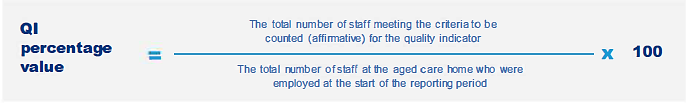 QI
percentage
value
=
The total number of staff meeting the criteria to be
counted (affirmative) for the quality indicator
The total number of staff at the aged care home who were
employed at the start of the reporting period
x 100